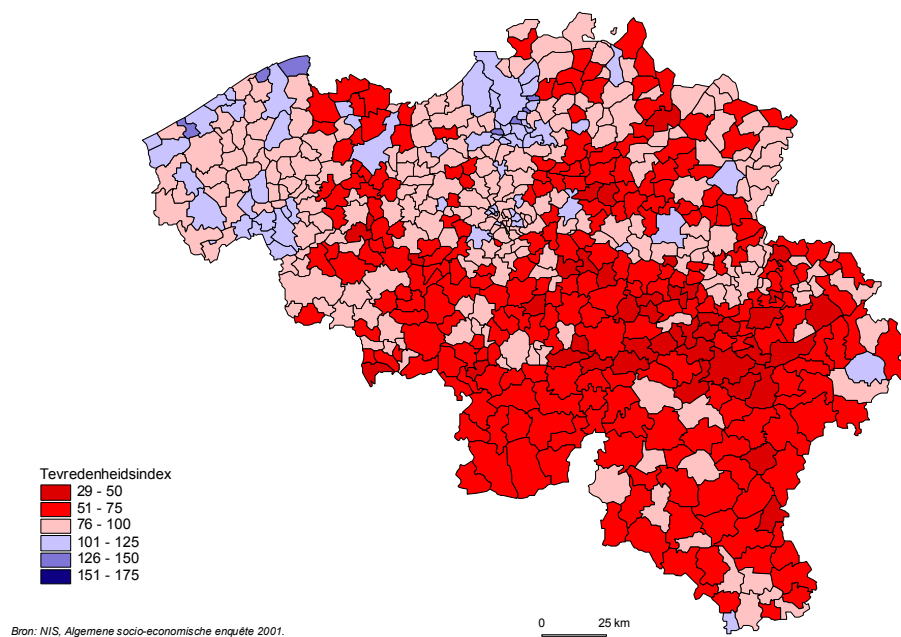 Tevredenheidsindex
29 - 50
51 - 75
76 - 100
101 - 125
126 - 150
151 - 175
Bron: NIS, Algemene socio-economische enquête 2001.
0 25 km